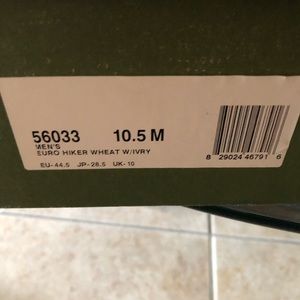 56033 10.5 M
MEN'S
EURO HIKER WHEAT W/IVRY
EU-44.5 JP-28.5 UK-10
8 29024 46791 6